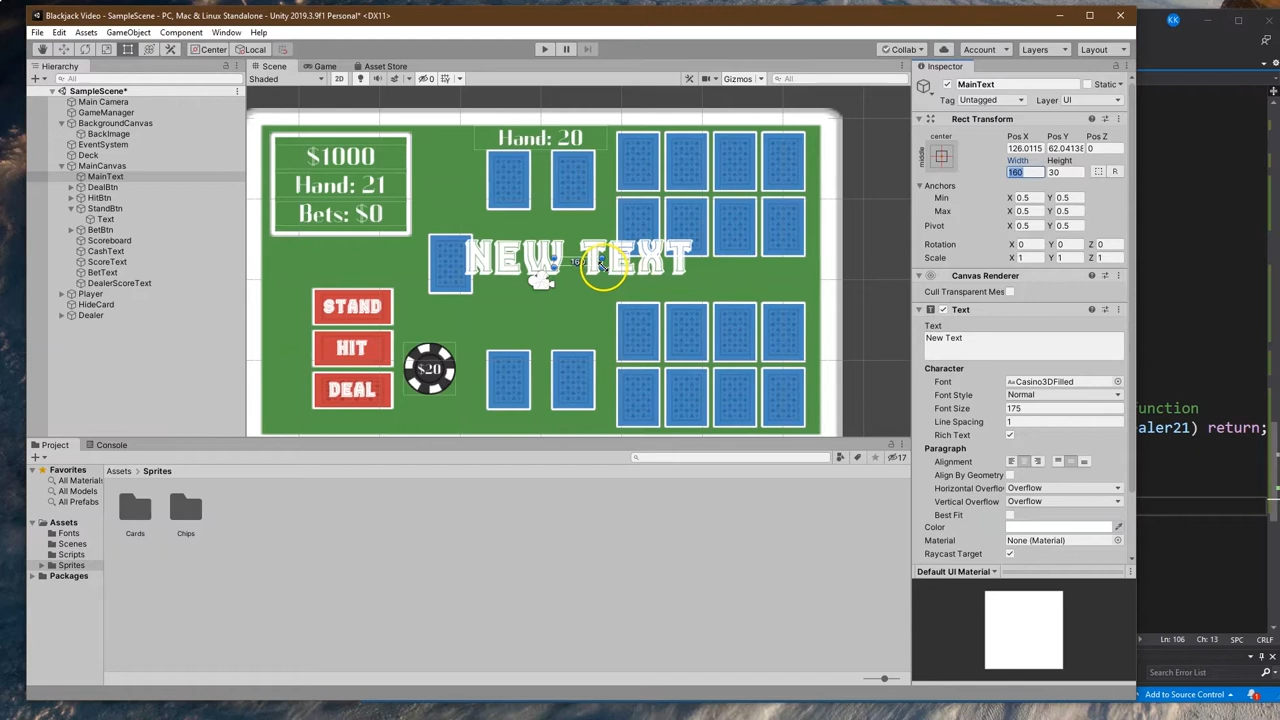 Blackjack Video - SampleScene - PC, Mac & Linux Standalone - Unity 2019.3.9f1 Personal* <DX11>
KK
File Edit Assets GameObject Component Window Help
Center Local Collab Account Layers Layout
Hierarchy
All
SampleScene*
Main Camera
GameManager
BackgroundCanvas
BackImage
EventSystem
Deck
MainCanvas
MainText
DealBtn
HitBtn
StandBtn
Text
BetBtn
Scoreboard
CashText
ScoreText
BetText
DealerScoreText
Player
HideCard
Dealer
Scene Game Asset Store
Shaded 2D 0 Gizmos All
$1000
Hand: 21
Bets: $0
Hand: 20
NEW TEXT
STAND
HIT
DEAL
$20
Inspector
MainText Static
Tag Untagged Layer UI
Rect Transform
center Pos X Pos Y Pos Z
middle 126.0115 62.04138 0
Width Height
160 30 R
Anchors
Min X 0.5 Y 0.5
Max X 0.5 Y 0.5
Pivot X 0.5 Y 0.5
Rotation X 0 Y 0 Z 0
Scale X 1 Y 1 Z 1
Canvas Renderer
Cull Transparent Mes
Text
Text
New Text
Character
Font Casino3DFilled
Font Style Normal
Font Size 175
Line Spacing 1
Rich Text
Paragraph
Alignment
Align By Geometry
Horizontal Overflo Overflow
Vertical Overflow Overflow
Best Fit
Color
Material None (Material)
Raycast Target
Default UI Material
Project Console
17
Favorites
All Materials
All Models
All Prefabs
Assets
Fonts
Scenes
Scripts
Sprites
Packages
Assets Sprites
Cards Chips
unction
aler21) return;
Ln: 106 Ch: 13 SPC CRLF
Search Error List
Add to Source Control 1